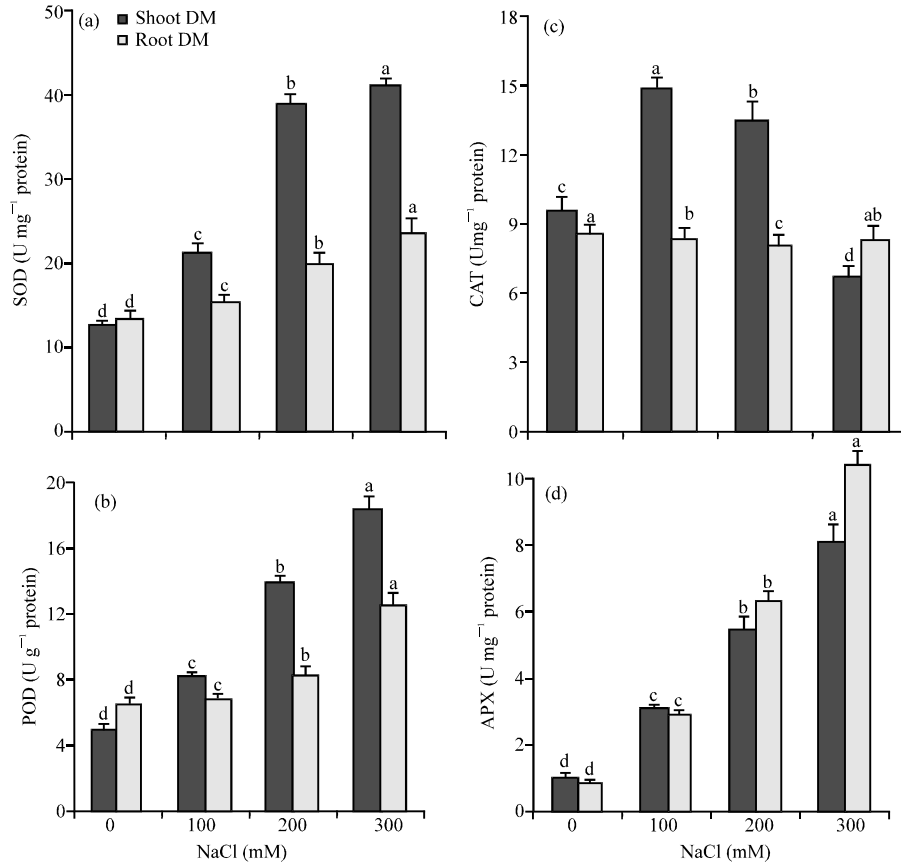 (a)
Shoot DM
Root DM
50
40
30
20
10
0
SOD (U mg⁻¹ protein)
d d
c c
b b
a a
(c)
18
15
12
9
6
3
0
CAT (Umg⁻¹ protein)
c a
a b
b c
d ab
(b)
20
16
12
8
4
0
POD (U g⁻¹ protein)
d d
c c
b b
a a
0 100 200 300
NaCl (mM)
(d)
10
8
6
4
2
0
APX (U mg⁻¹ protein)
d d
c c
b b
a a
0 100 200 300
NaCl (mM)